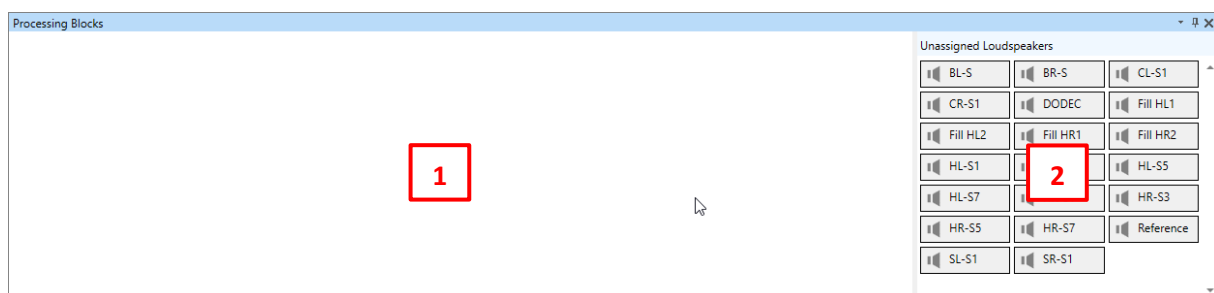 Processing Blocks
Unassigned Loudspeakers
BL-S BR-S CL-S1
CR-S1 DODEC Fill HL1
Fill HL2 Fill HR1 Fill HR2
1
HL-S1 2 HL-S5
HL-S7 HR-S3
HR-S5 HR-S7 Reference
SL-S1 SR-S1